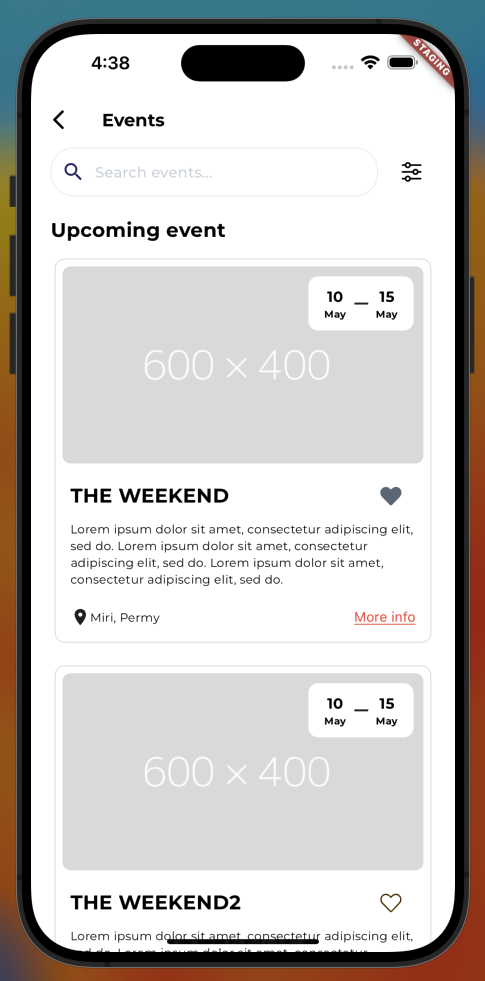 4:38
STAGING
Events
Search events...
Upcoming event
10 — 15
May May
600 × 400
THE WEEKEND
Lorem ipsum dolor sit amet, consectetur adipiscing elit,
sed do. Lorem ipsum dolor sit amet, consectetur
adipiscing elit, sed do. Lorem ipsum dolor sit amet,
consectetur adipiscing elit, sed do.
Miri, Permy
More info
10 — 15
May May
600 × 400
THE WEEKEND2
Lorem ipsum dolor sit amet, consectetur adipiscing elit,